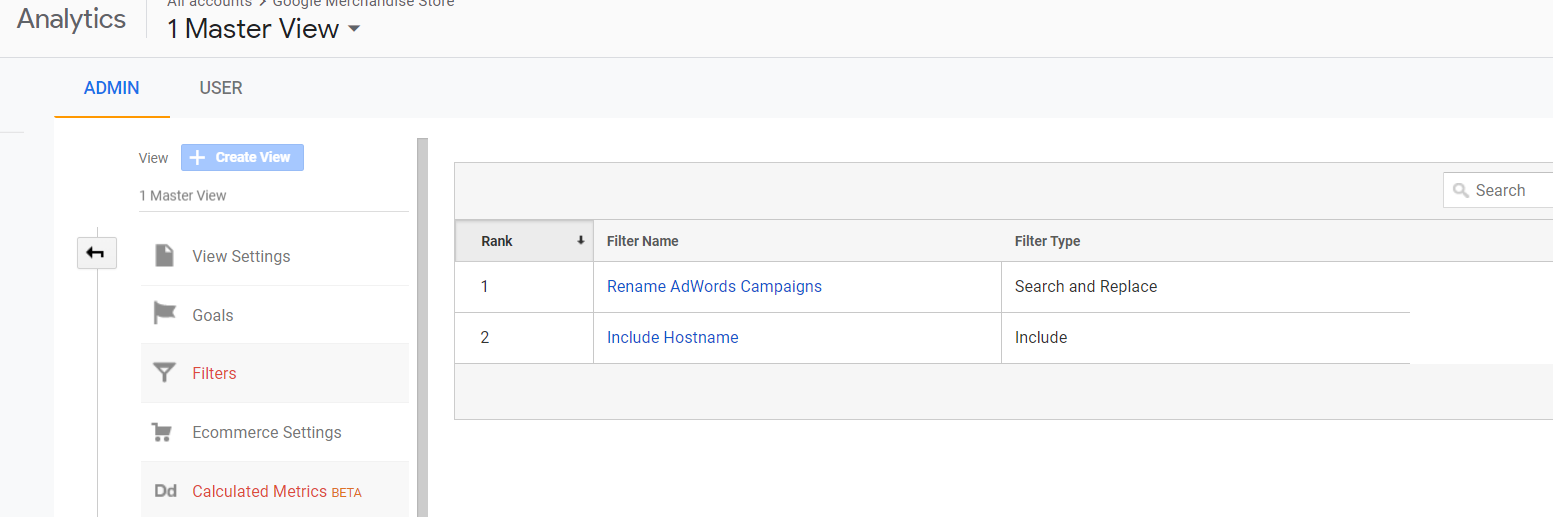 All accounts > Google Merchandise Store
Analytics
1 Master View
ADMIN
USER
View
Create View
1 Master View
View Settings
Goals
Filters
Ecommerce Settings
Dd Calculated Metrics BETA
Search
Rank Filter Name Filter Type
1 Rename AdWords Campaigns Search and Replace
2 Include Hostname Include